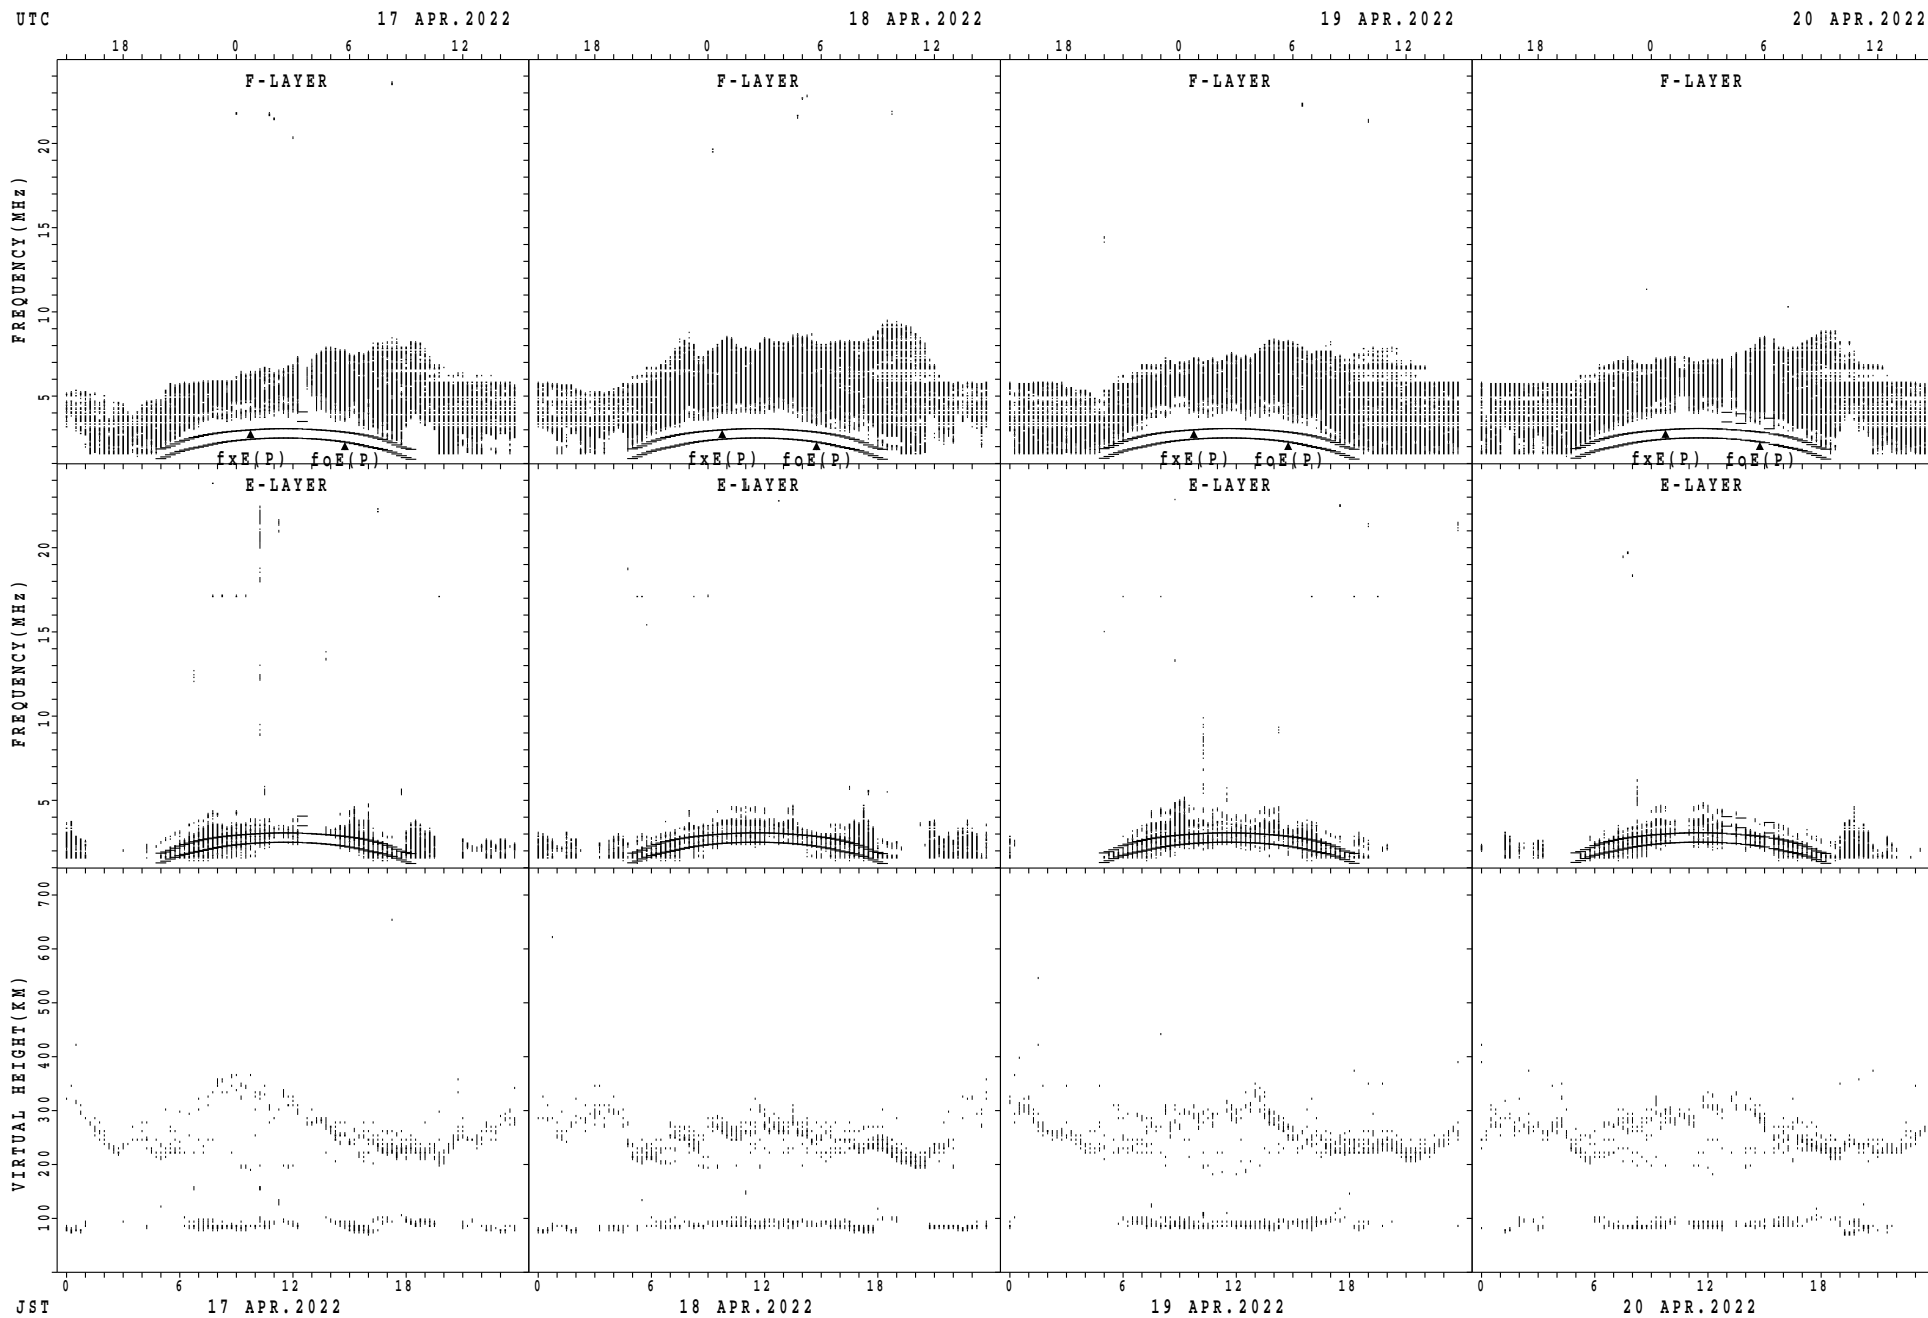 UTC 17 APR.2022 18 APR.2022 19 APR.2022 20 APR.2022
18 0 6 12 18 0 6 12 18 0 6 12 18 0 6 12
F-LAYER F-LAYER F-LAYER F-LAYER
FREQUENCY(MHz)
20
15
10
5
fxE(P) foE(P) fxE(P) foE(P) fxE(P) foE(P) fxE(P) foE(P)
E-LAYER E-LAYER E-LAYER E-LAYER
FREQUENCY(MHz)
20
15
10
5
VIRTUAL HEIGHT(KM)
700
600
500
400
300
200
100
0 6 12 18 0 6 12 18 0 6 12 18 0 6 12 18
JST 17 APR.2022 18 APR.2022 19 APR.2022 20 APR.2022